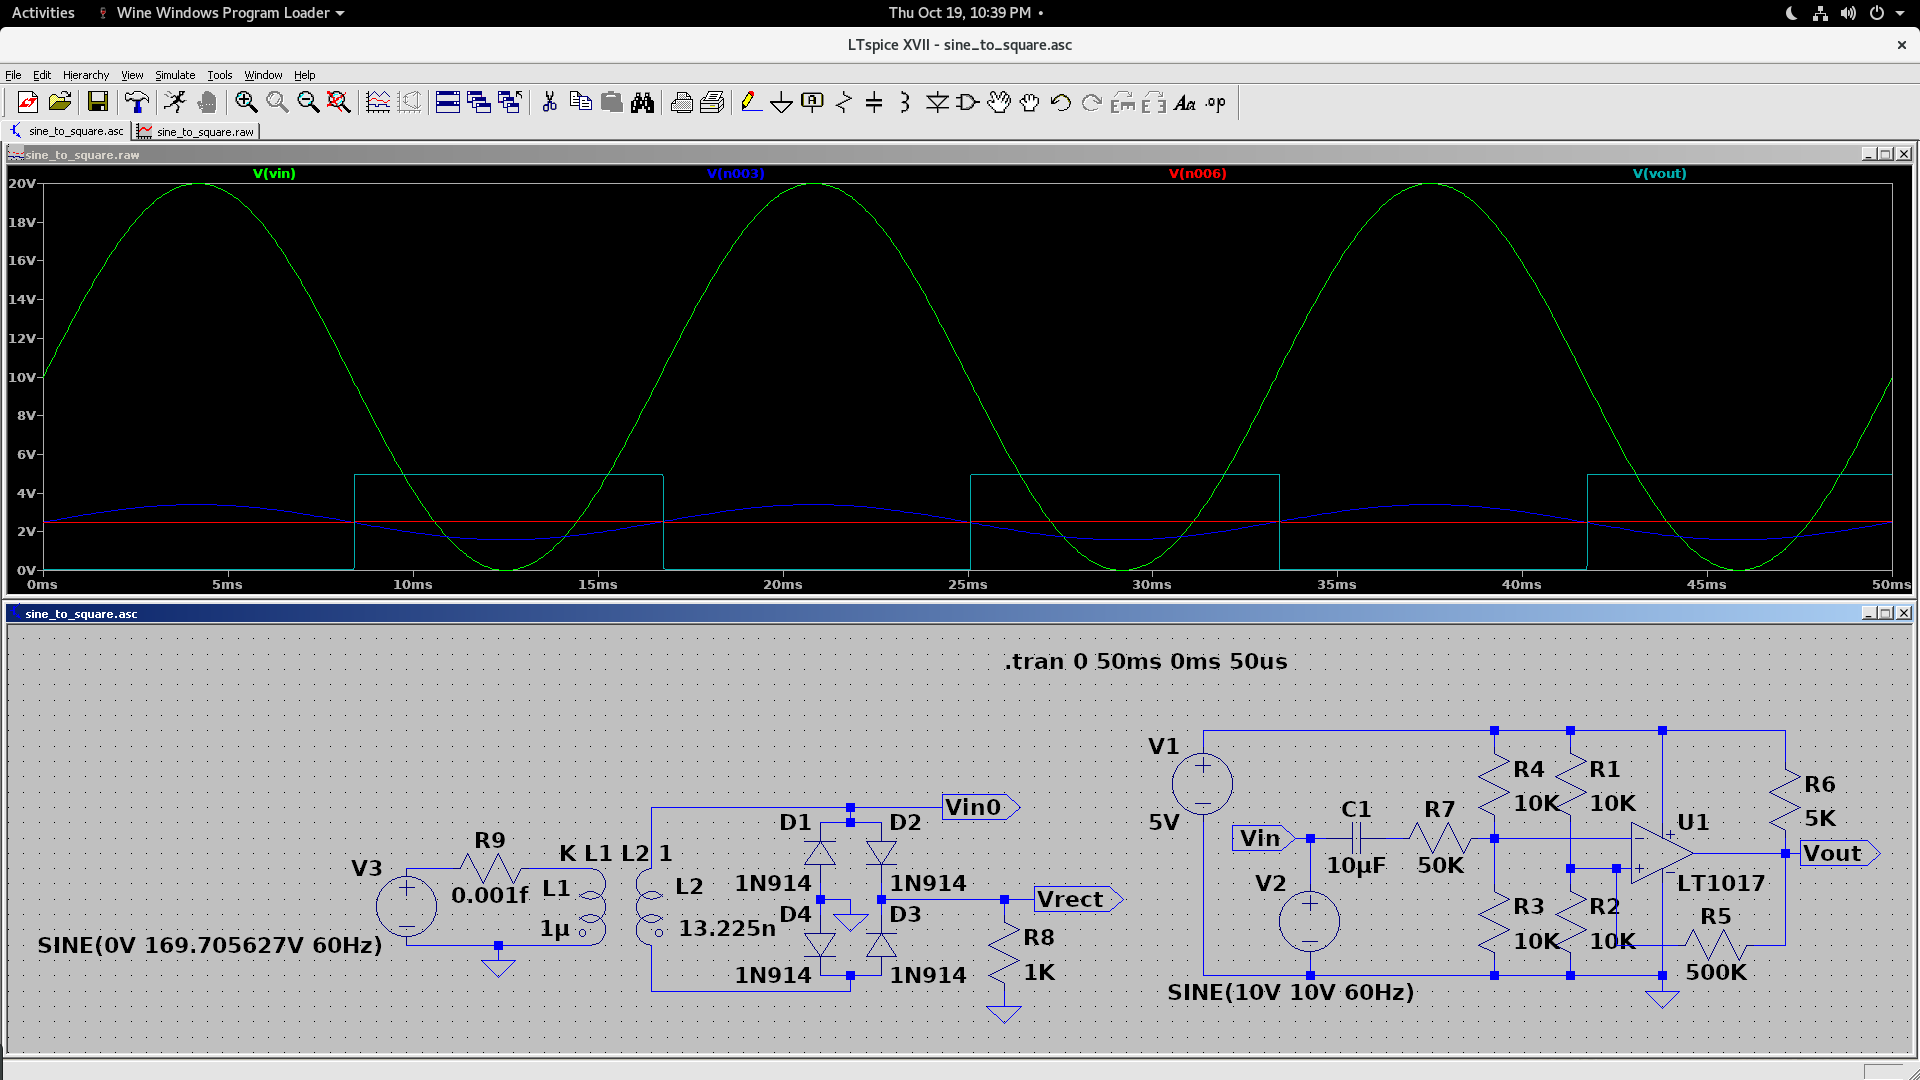 Activities Wine Windows Program Loader Thu Oct 19, 10:39 PM
LTspice XVII - sine_to_square.asc
File Edit Hierarchy View Simulate Tools Window Help
.op
sine_to_square.asc sine_to_square.raw
sine_to_square.raw
V(vin) V(n003) V(n006) V(vout)
20V
18V
16V
14V
12V
10V
8V
6V
4V
2V
0V
0ms 5ms 10ms 15ms 20ms 25ms 30ms 35ms 40ms 45ms 50ms
sine_to_square.asc
.tran 0 50ms 0ms 50us
V3
SINE(0V 169.705627V 60Hz)
R9
0.001f
K L1 L2 1
L1
1µ
L2
13.225n
D1
1N914
D2
1N914
D4
1N914
D3
1N914
Vin0
Vrect
R8
1K
V1
5V
Vin
V2
SINE(10V 10V 60Hz)
C1
10µF
R7
50K
R4
10K
R1
10K
R3
10K
R2
10K
U1
LT1017
R5
500K
R6
5K
Vout